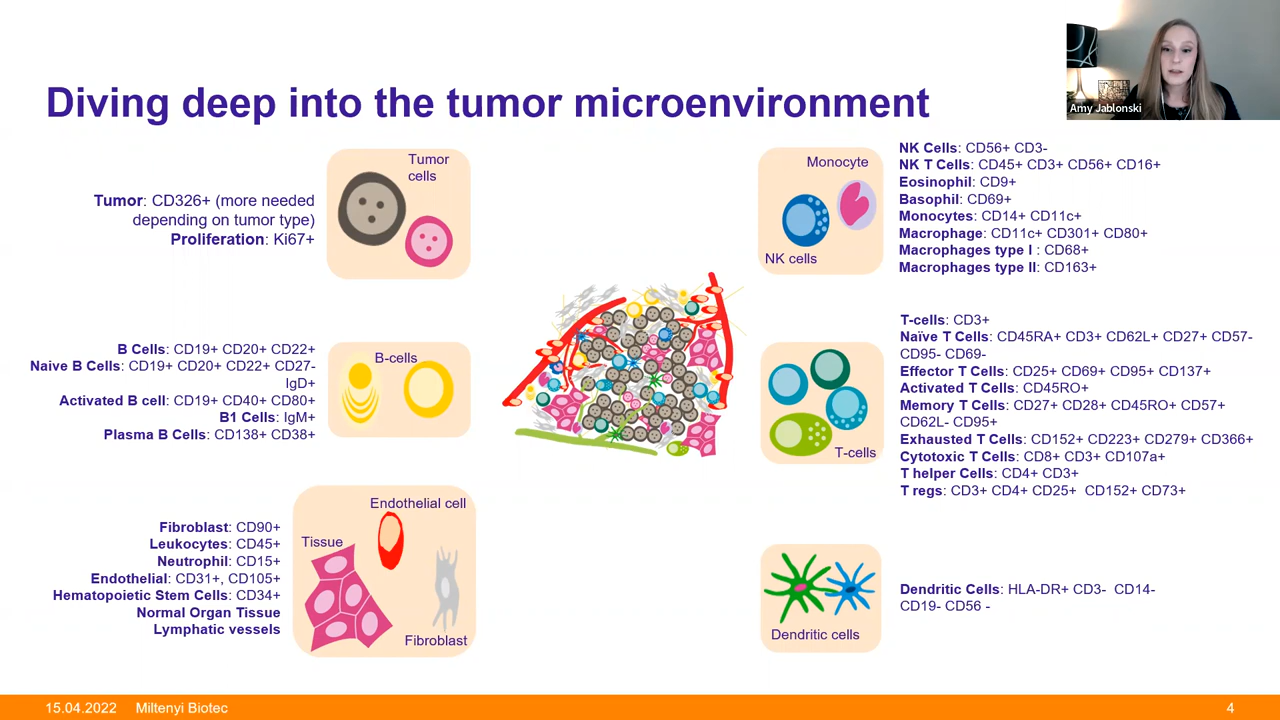 Diving deep into the tumor microenvironment
Amy Jablonski
Tumor: CD326+ (more needed
depending on tumor type)
Proliferation: Ki67+
Tumor
cells
B Cells: CD19+ CD20+ CD22+
Naive B Cells: CD19+ CD20+ CD22+ CD27-
IgD+
Activated B cell: CD19+ CD40+ CD80+
B1 Cells: IgM+
Plasma B Cells: CD138+ CD38+
B-cells
Fibroblast: CD90+
Leukocytes: CD45+
Neutrophil: CD15+
Endothelial: CD31+, CD105+
Hematopoietic Stem Cells: CD34+
Normal Organ Tissue
Lymphatic vessels
Endothelial cell
Tissue
Fibroblast
Monocyte
NK cells
NK Cells: CD56+ CD3-
NK T Cells: CD45+ CD3+ CD56+ CD16+
Eosinophil: CD9+
Basophil: CD69+
Monocytes: CD14+ CD11c+
Macrophage: CD11c+ CD301+ CD80+
Macrophages type I : CD68+
Macrophages type II: CD163+
T-cells
T-cells: CD3+
Naïve T Cells: CD45RA+ CD3+ CD62L+ CD27+ CD57-
CD95- CD69-
Effector T Cells: CD25+ CD69+ CD95+ CD137+
Activated T Cells: CD45RO+
Memory T Cells: CD27+ CD28+ CD45RO+ CD57+
CD62L- CD95+
Exhausted T Cells: CD152+ CD223+ CD279+ CD366+
Cytotoxic T Cells: CD8+ CD3+ CD107a+
T helper Cells: CD4+ CD3+
T regs: CD3+ CD4+ CD25+ CD152+ CD73+
Dendritic cells
Dendritic Cells: HLA-DR+ CD3- CD14-
CD19- CD56 -
15.04.2022 Miltenyi Biotec
4